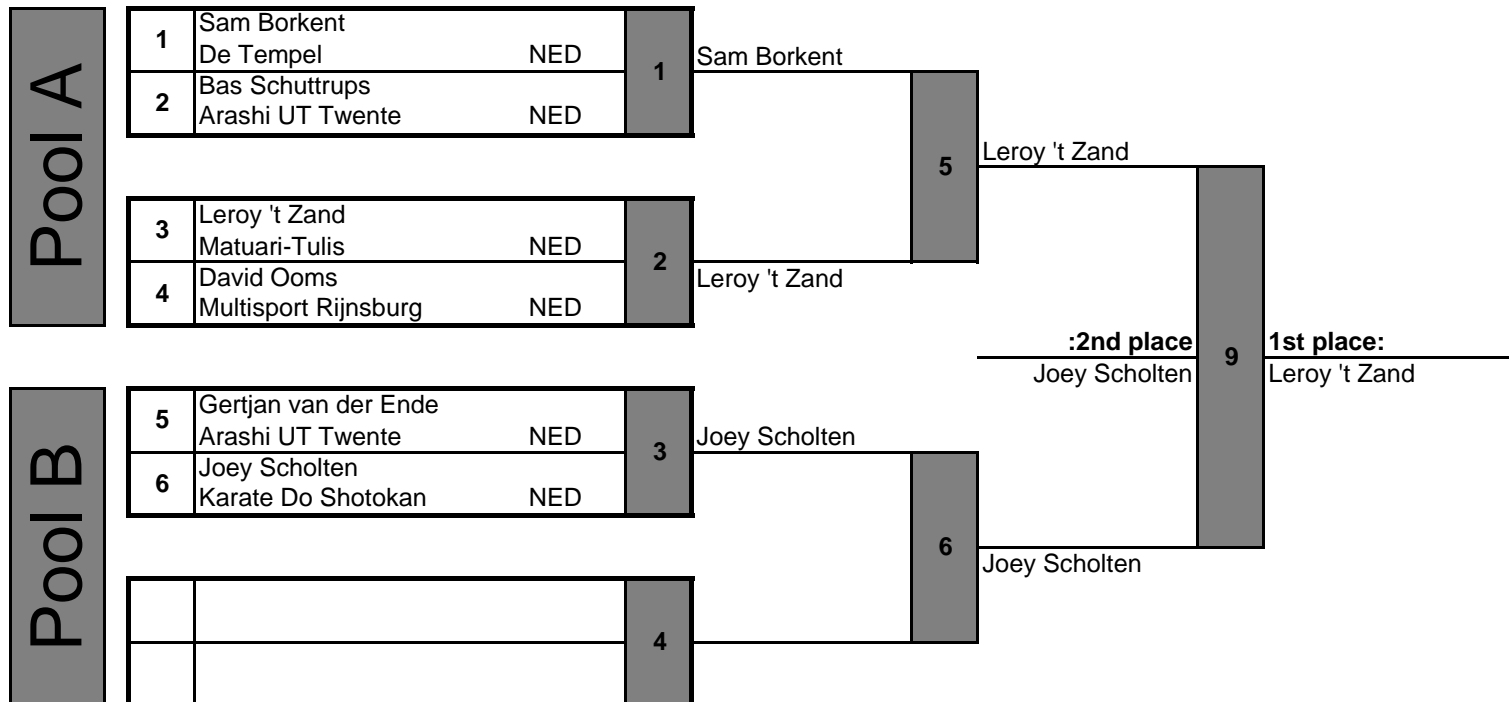 Pool A
1
Sam Borkent
De Tempel NED
2
Bas Schuttrups
Arashi UT Twente NED
1
Sam Borkent
3
Leroy 't Zand
Matuari-Tulis NED
4
David Ooms
Multisport Rijnsburg NED
2
Leroy 't Zand
5
Leroy 't Zand
Pool B
5
Gertjan van der Ende
Arashi UT Twente NED
6
Joey Scholten
Karate Do Shotokan NED
3
Joey Scholten
4
6
Joey Scholten
:2nd place
Joey Scholten
9
1st place:
Leroy 't Zand